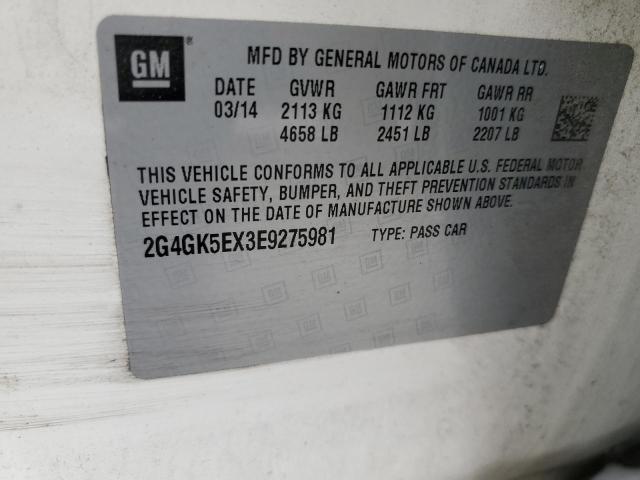 GM ®
MFD BY GENERAL MOTORS OF CANADA LTD.
DATE GVWR GAWR FRT GAWR RR
03/14 2113 KG 1112 KG 1001 KG
4658 LB 2451 LB 2207 LB
THIS VEHICLE CONFORMS TO ALL APPLICABLE U.S. FEDERAL MOTOR
VEHICLE SAFETY, BUMPER, AND THEFT PREVENTION STANDARDS IN
EFFECT ON THE DATE OF MANUFACTURE SHOWN ABOVE.
2G4GK5EX3E9275981 TYPE: PASS CAR